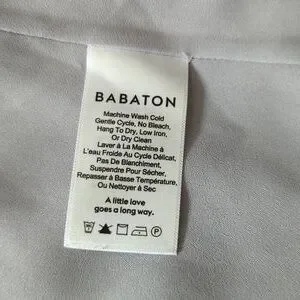 BABATON
Machine Wash Cold
Gentle Cycle, No Bleach,
Hang To Dry, Low Iron,
Or Dry Clean
Laver à La Machine à
L'eau Froide Au Cycle Délicat,
Pas De Blanchiment,
Suspendre Pour Sécher.
Repasser à Basse Température,
Ou Nettoyer à Sec
A little love
goes a long way.
P